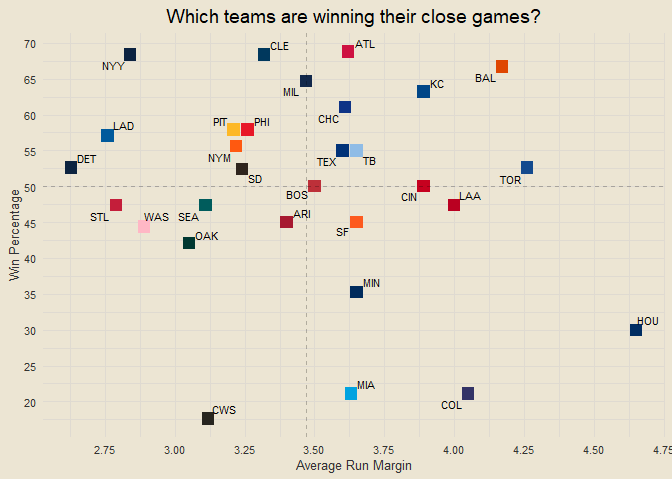 Which teams are winning their close games?
70
65
60
55
50
45
40
35
30
25
20
Win Percentage
NYY
CLE
ATL
BAL
MIL
KC
CHC
LAD
PIT
PHI
NYM
TEX
TB
DET
SD
TOR
BOS
CIN
LAA
STL
WAS
SEA
ARI
SF
OAK
MIN
HOU
MIA
COL
CWS
2.75
3.00
3.25
3.50
3.75
4.00
4.25
4.50
4.75
Average Run Margin